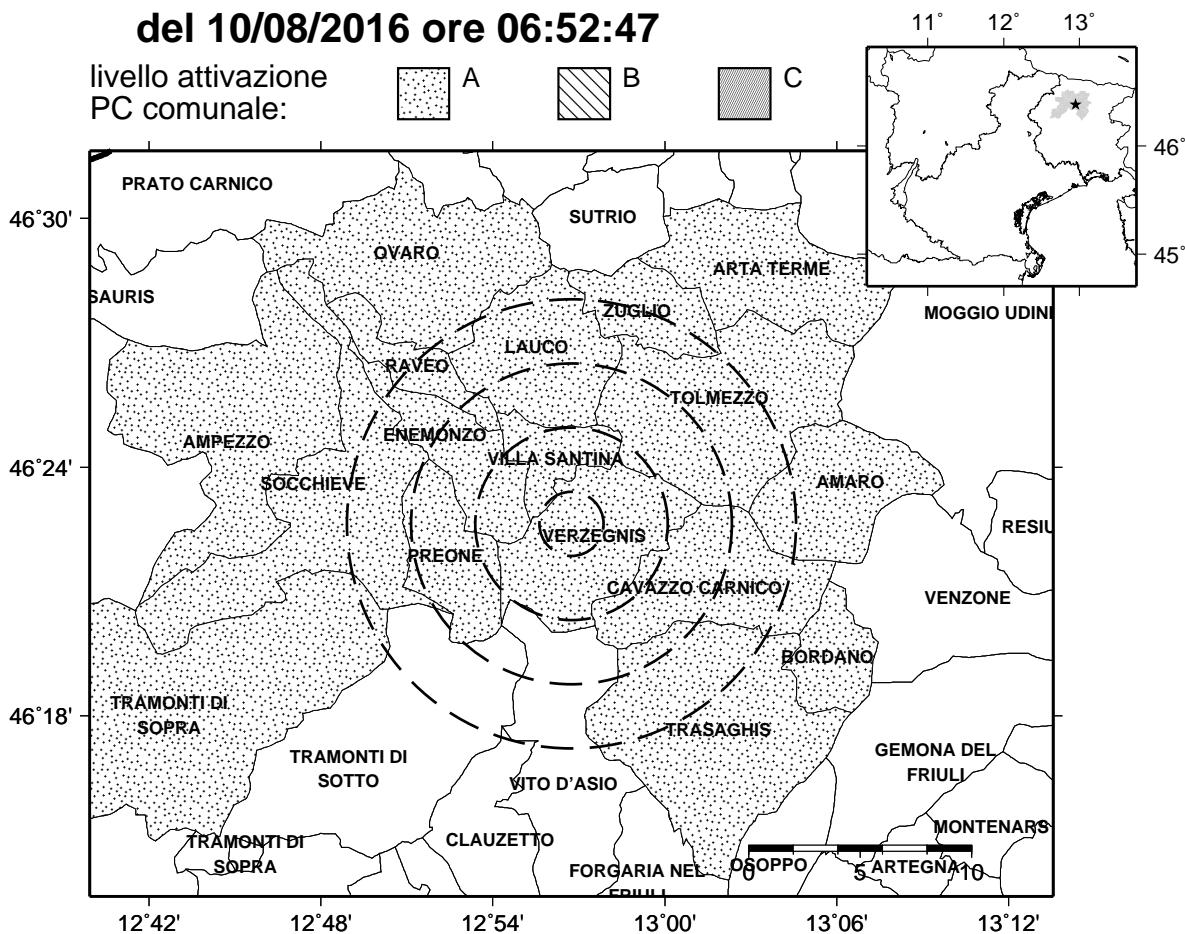 del 10/08/2016 ore 06:52:47
livello attivazione
PC comunale:
A
B
C
11˚
12˚
13˚
46˚
45˚
PRATO CARNICO
SUTRIO
46˚30'
OVARO
ARTA TERME
SAURIS
ZUGLIO
MOGGIO UDINI
LAUCO
RAVEO
TOLMEZZO
ENEMONZO
AMPEZZO
VILLA SANTINA
46˚24'
SOCCHIEVE
AMARO
RESIU
VERZEGNIS
PREONE
CAVAZZO CARNICO
VENZONE
BORDANO
TRAMONTI DI
SOPRA
46˚18'
TRASAGHIS
TRAMONTI DI
SOTTO
GEMONA DEL
FRIULI
VITO D'ASIO
MONTENARS
TRAMONTI DI
SOPRA
CLAUZETTO
OSOPPO
ARTEGNA
FORGARIA NEL
FRIULI
0
5
10
12˚42'
12˚48'
12˚54'
13˚00'
13˚06'
13˚12'